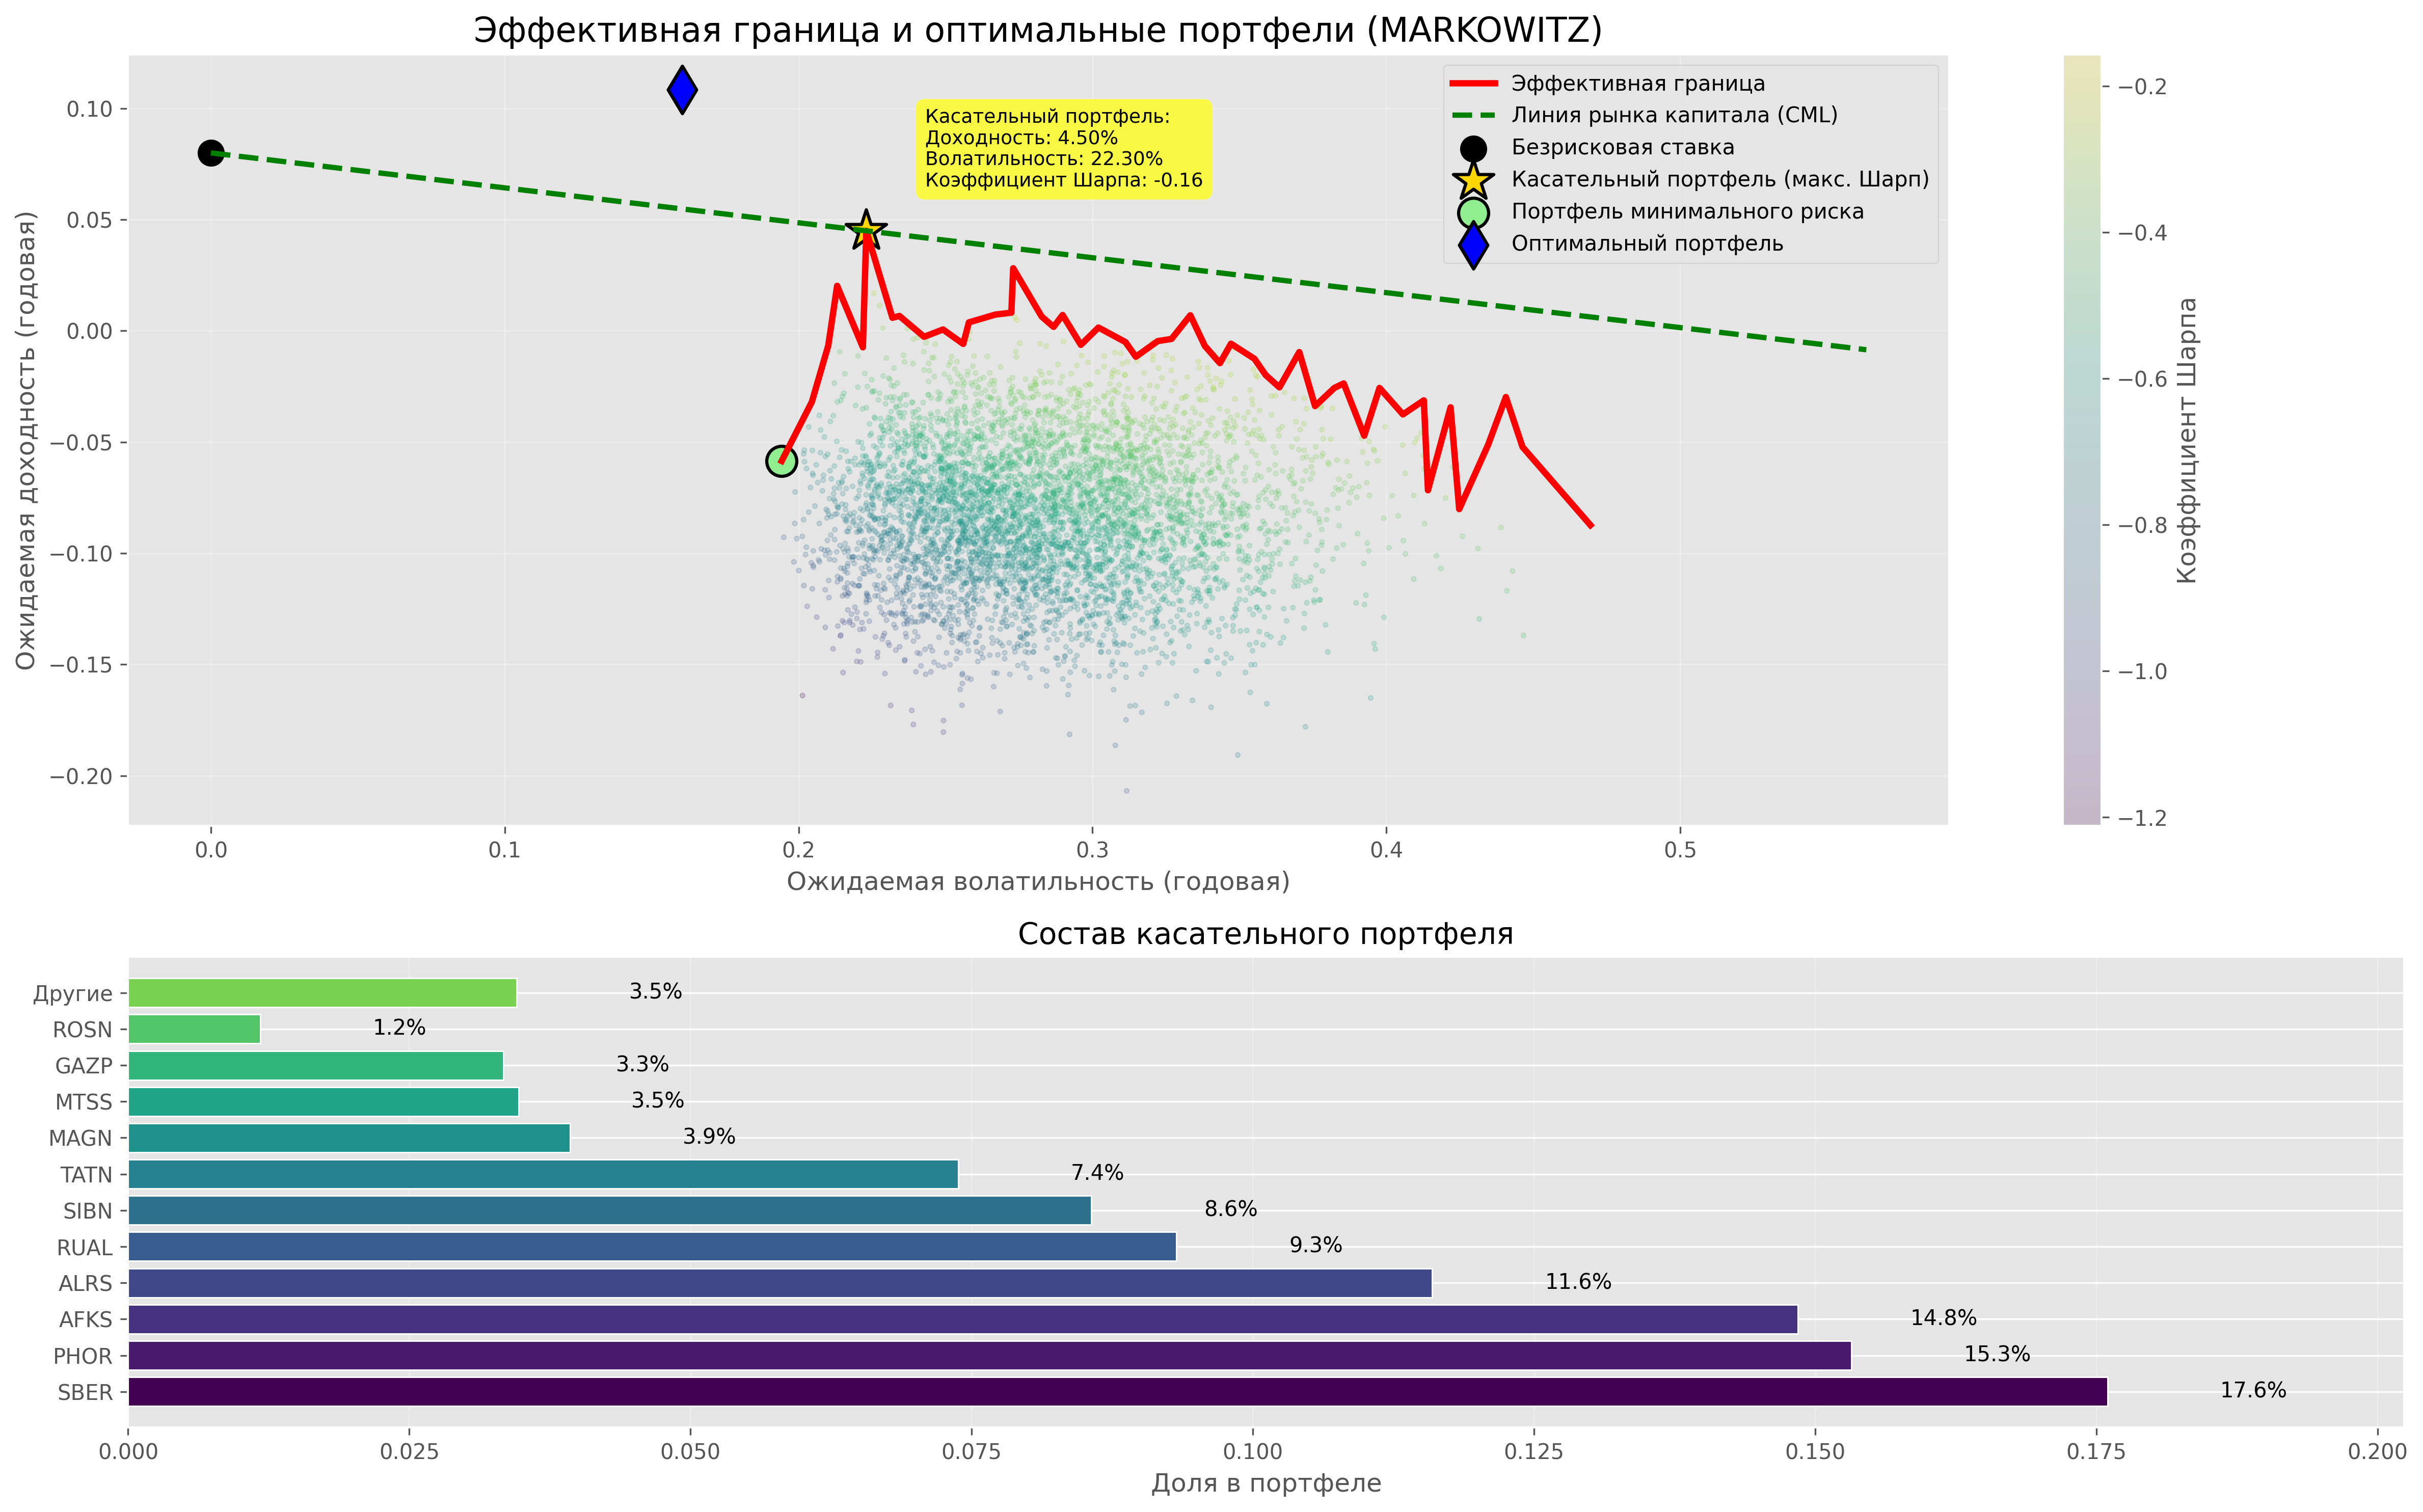 Эффективная граница и оптимальные портфели (MARKOWITZ)
Ожидаемая доходность (годовая)
0.10
0.05
0.00
−0.05
−0.10
−0.15
−0.20
Касательный портфель:
Доходность: 4.50%
Волатильность: 22.30%
Коэффициент Шарпа: -0.16
Эффективная граница
Линия рынка капитала (CML)
Безрисковая ставка
Касательный портфель (макс. Шарп)
Портфель минимального риска
Оптимальный портфель
0.0 0.1 0.2 0.3 0.4 0.5
Ожидаемая волатильность (годовая)
−0.2
−0.4
−0.6
−0.8
−1.0
−1.2
Коэффициент Шарпа
Состав касательного портфеля
Другие 3.5%
ROSN 1.2%
GAZP 3.3%
MTSS 3.5%
MAGN 3.9%
TATN 7.4%
SIBN 8.6%
RUAL 9.3%
ALRS 11.6%
AFKS 14.8%
PHOR 15.3%
SBER 17.6%
0.000 0.025 0.050 0.075 0.100 0.125 0.150 0.175 0.200
Доля в портфеле